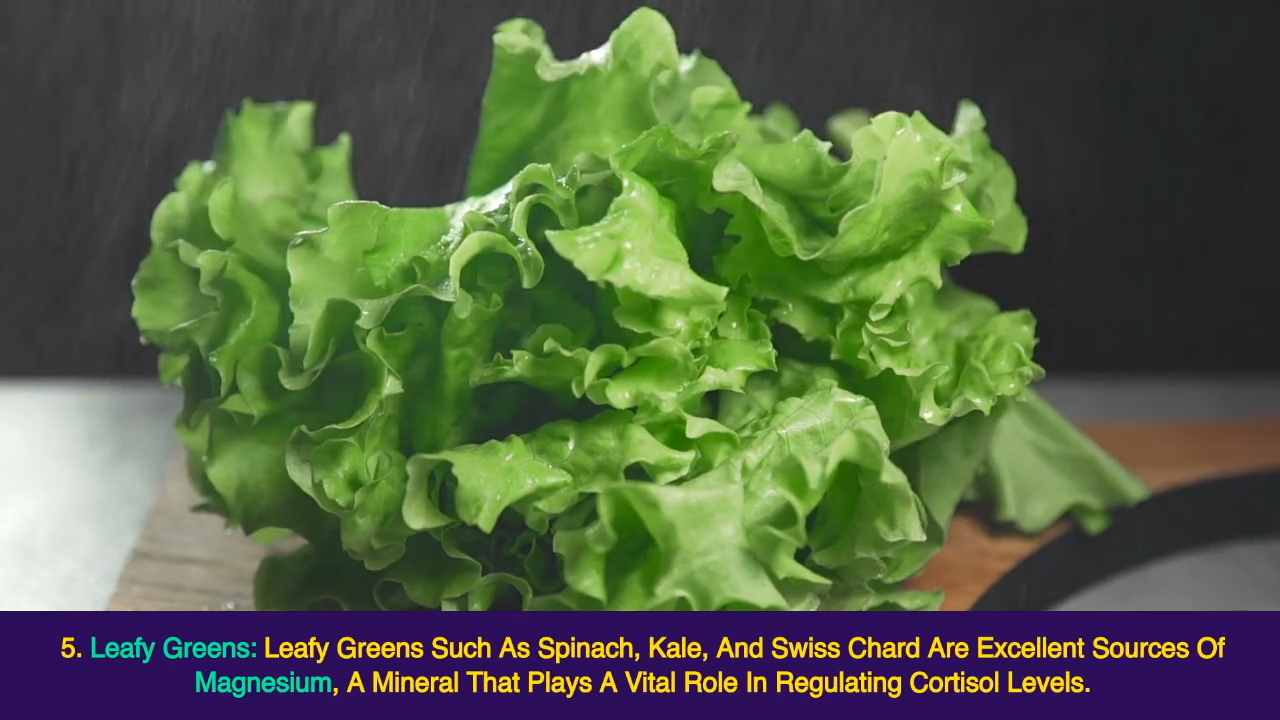 5. Leafy Greens: Leafy Greens Such As Spinach, Kale, And Swiss Chard Are Excellent Sources Of
Magnesium, A Mineral That Plays A Vital Role In Regulating Cortisol Levels.